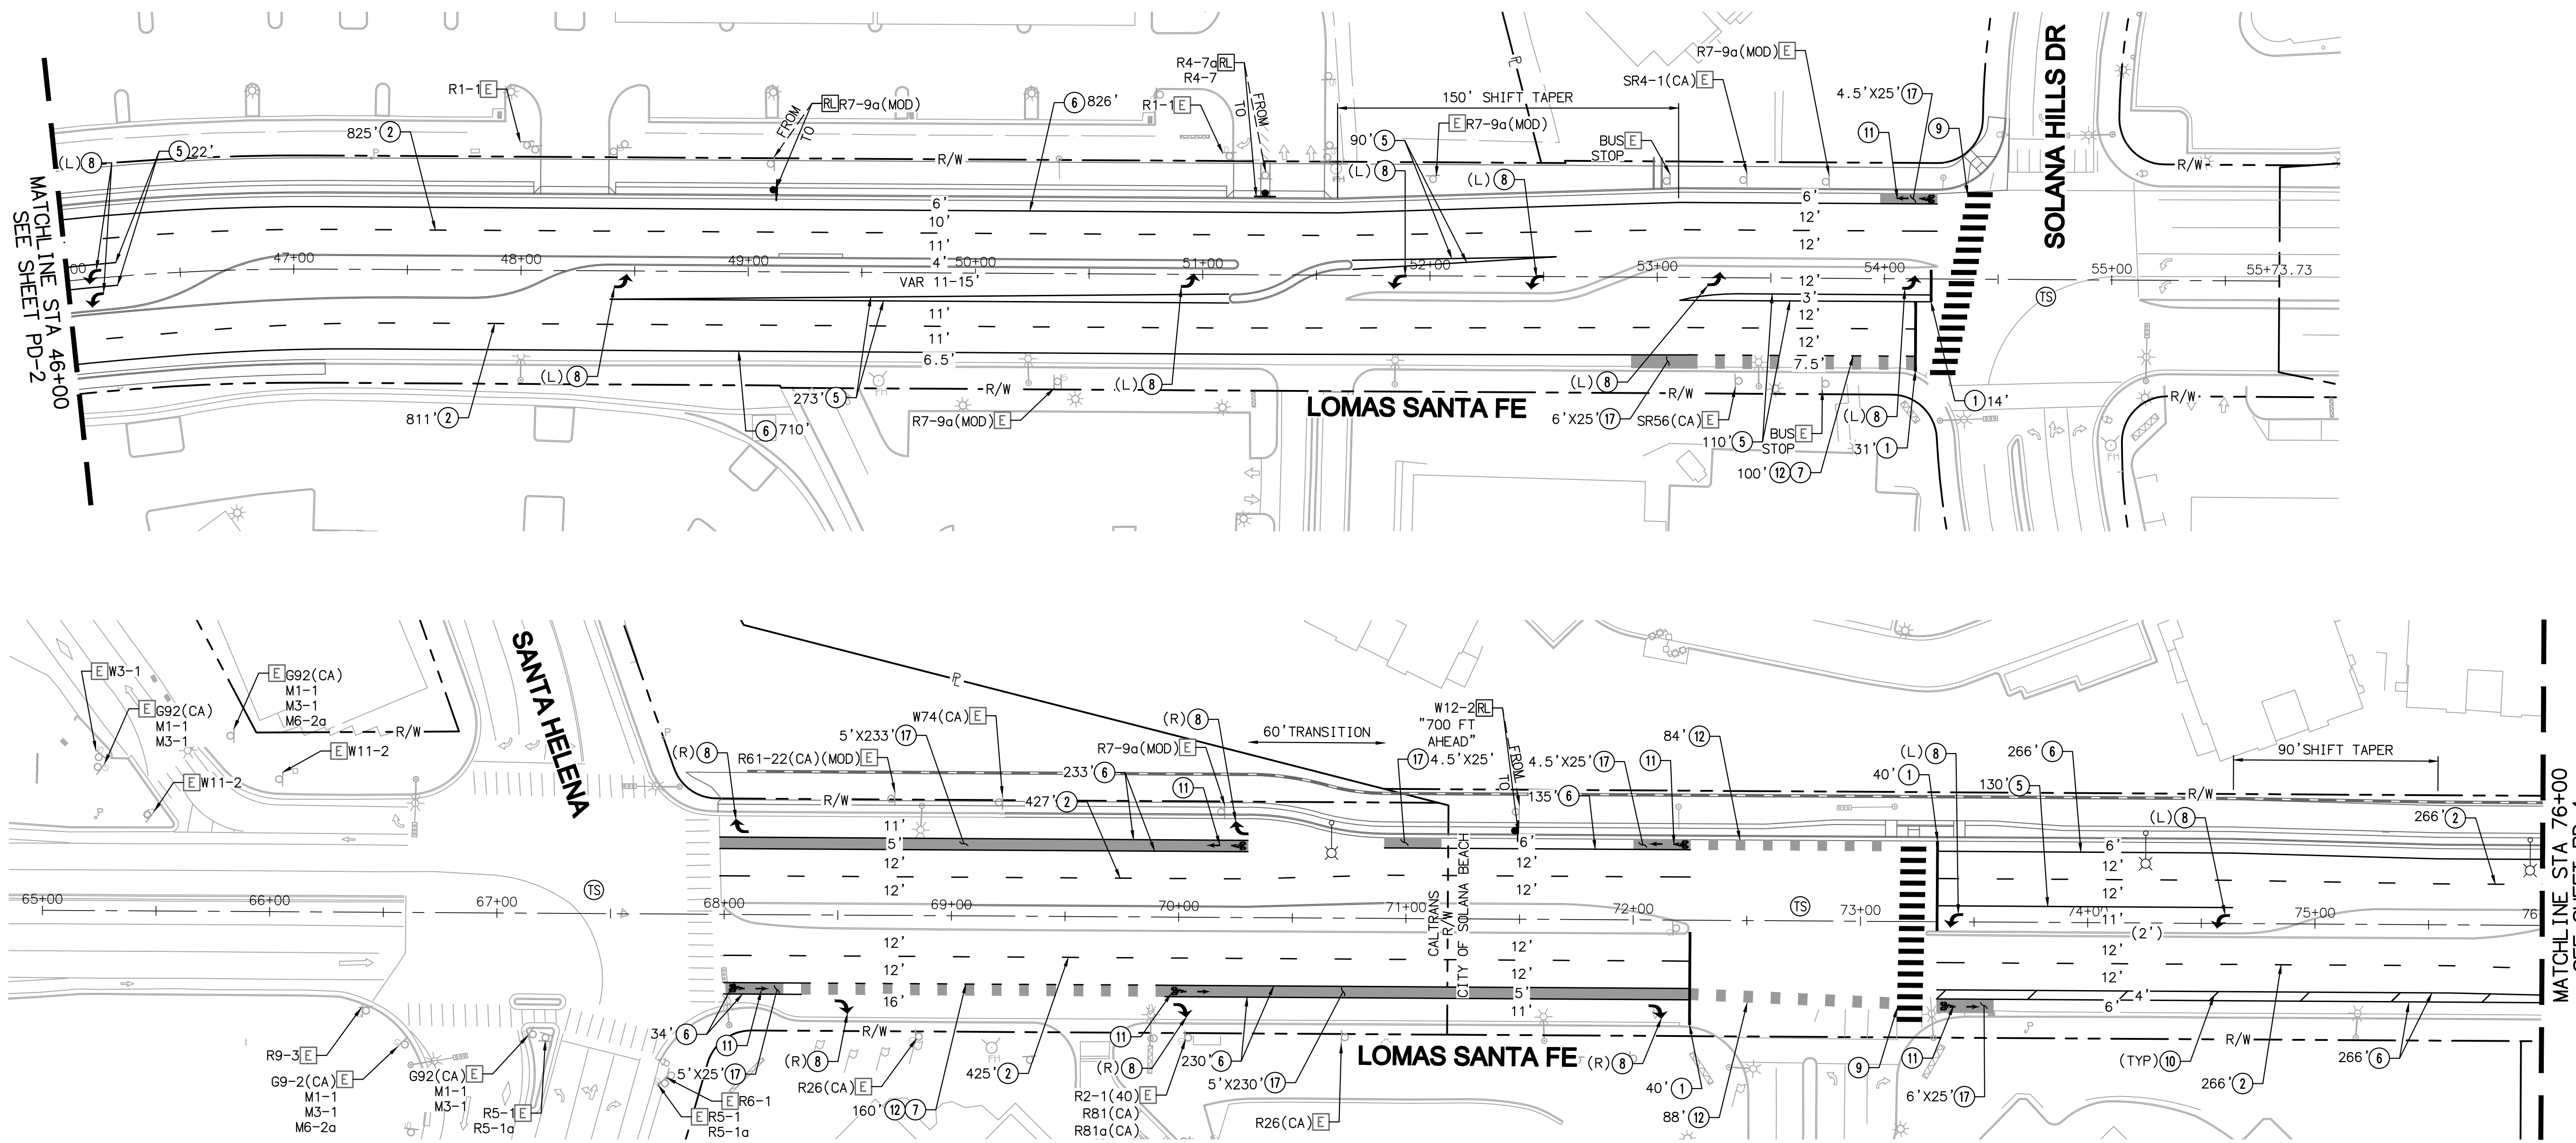 MATCHLINE STA 46+00
SEE SHEET PD-2
(L) 8
5 22'
825' 2
R1-1 E
RL R7-9a(MOD)
FROM
TO
6 826'
R4-7a RL
R4-7
R1-1 E
FROM
TO
150' SHIFT TAPER
90' 5
E R7-9a(MOD)
(L) 8
(L) 8
BUS E
STOP
SR4-1(CA) E
R7-9a(MOD) E
4.5'X25' 17
11
9
SOLANA HILLS DR
R/W
R/W
6'
10'
11'
4'
6'
12'
12'
00
47+00
48+00
49+00
50+00
51+00
52+00
53+00
54+00
55+00
55+73.73
VAR 11-15'
12'
3'
TS
11'
11'
6.5'
12'
12'
7.5'
(L) 8
811' 2
6 710'
273' 5
R/W
R7-9a(MOD) E
(L) 8
FH
FH
FH
LOMAS SANTA FE
(L) 8
R/W
6'X25' 17
SR56(CA) E
110' 5
BUS E
STOP
100' 12 7
(L) 8
31' 1
1 14'
R/W
SANTA HELENA
E W3-1
E G92(CA)
M1-1
M3-1
E G92(CA)
M1-1
M3-1
M6-2a
R/W
E W11-2
E W11-2
PL
PL
W74(CA) E
(R) 8
5'X233' 17
R61-22(CA)(MOD) E
(R) 8
R7-9a(MOD) E
60'TRANSITION
233' 6
427' 2
11
R/W
W12-2 RL
"700 FT
AHEAD"
FROM
TO
17 4.5'X25'
4.5'X25' 17
84' 12
11
135' 6
(L) 8
266' 6
40' 1
130' 5
90'SHIFT TAPER
(L) 8
266' 2
R/W
MATCHLINE STA 76+00
11'
5'
12'
12'
6'
12'
12'
6'
12'
12'
65+00
66+00
67+00
68+00
69+00
70+00
71+00
72+00
73+00
74+00
75+00
76
TS
TS
11'
(2')
CALTRANS
R/W
CITY OF SOLANA BEACH
12'
12'
16'
12'
12'
5'
11'
12'
12'
4'
6'
R/W
R/W
LOMAS SANTA FE
R9-3 E
G9-2(CA) E
M1-1
M3-1
M6-2a
G92(CA) E
M1-1
M3-1
R5-1 E
R5-1a
34' 6
11
5'X25' 17
E R6-1
E R5-1
R5-1a
(R) 8
R26(CA) E
160' 12 7
FH
425' 2
11
(R) 8
R2-1(40) E
R81(CA)
R81a(CA)
230' 6
5'X230' 17
R26(CA) E
(R) 8
40' 1
88' 12
9
11
6'X25' 17
(TYP) 10
266' 2
266' 6